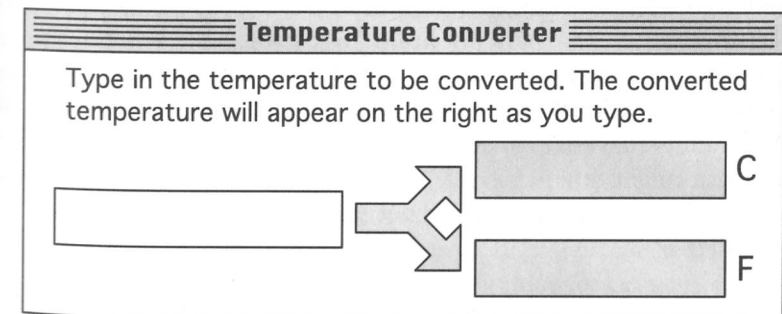 Temperature Converter
Type in the temperature to be converted. The converted
temperature will appear on the right as you type.
C
F